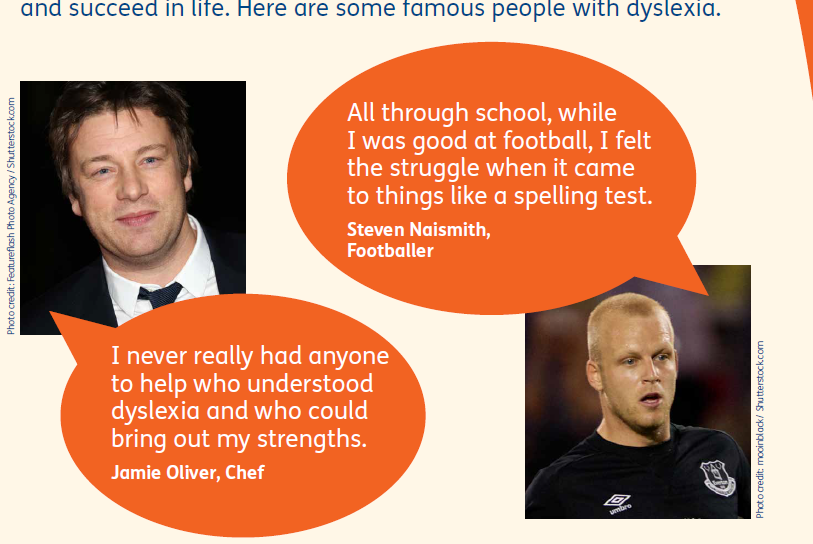 and succeed in life. Here are some famous people with dyslexia.
Photo credit: Featureflash Photo Agency / Shutterstock.com
All through school, while
I was good at football, I felt
the struggle when it came
to things like a spelling test.
Steven Naismith,
Footballer
I never really had anyone
to help who understood
dyslexia and who could
bring out my strengths.
Jamie Oliver, Chef
umbro
Photo credit: mooinblack / Shutterstock.com